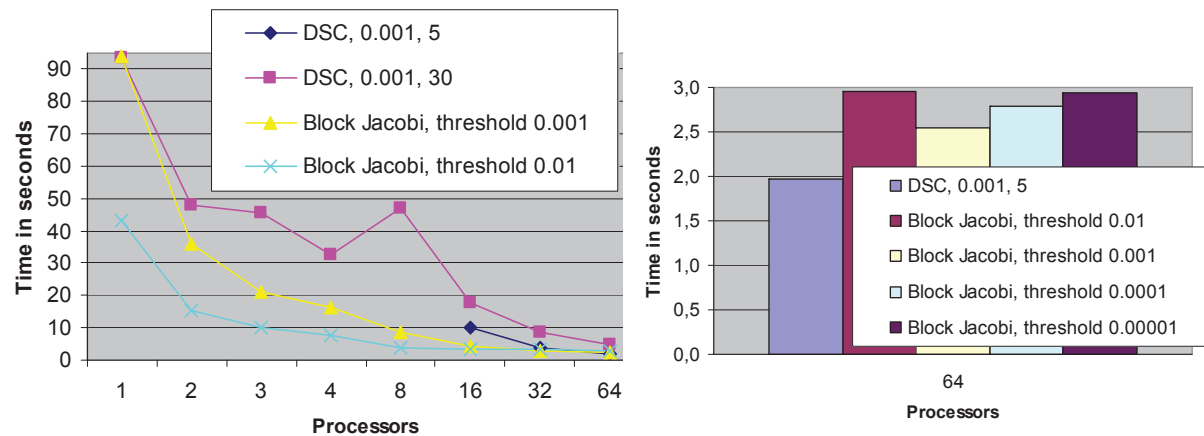 DSC, 0.001, 5
DSC, 0.001, 30
Block Jacobi, threshold 0.001
Block Jacobi, threshold 0.01
Time in seconds
90
80
70
60
50
40
30
20
10
0
1 2 3 4 8 16 32 64
Processors
Time in seconds
3,0
2,5
2,0
1,5
1,0
0,5
0,0
DSC, 0.001, 5
Block Jacobi, threshold 0.01
Block Jacobi, threshold 0.001
Block Jacobi, threshold 0.0001
Block Jacobi, threshold 0.00001
64
Processors